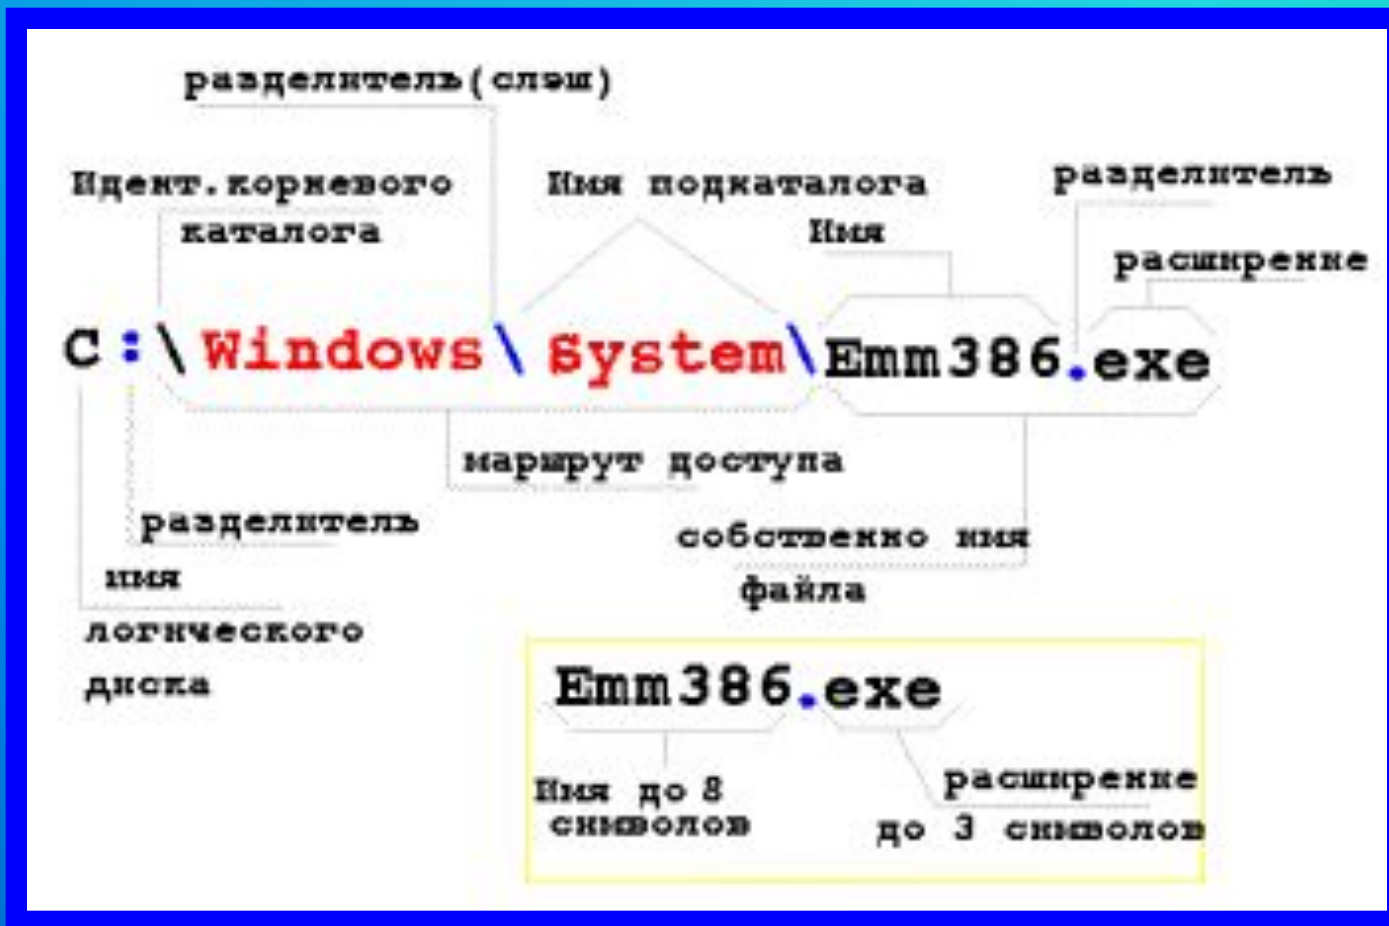 разделитель(слэш)
Идент.корневого
каталога
Имя подкаталога
Имя
разделитель
расширение
C:\Windows\System\Emm386.exe
маршрут доступа
разделитель
собственно имя
файла
имя
логического
диска
Emm386.exe
Имя до 8
символов
расширение
до 3 символов